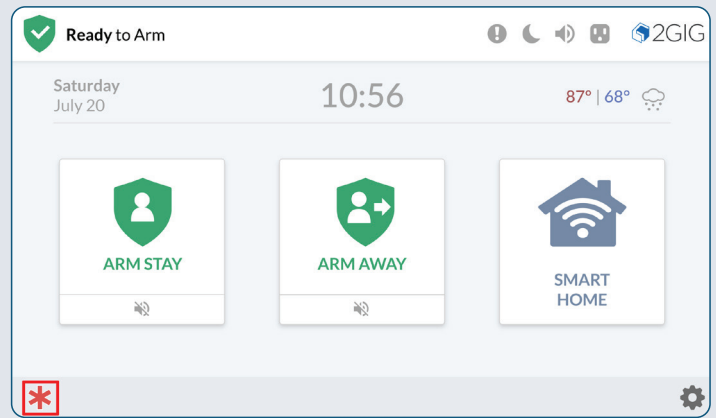 Ready to Arm
2GIG
Saturday
July 20
10:56
87° | 68°
ARM STAY
ARM AWAY
SMART
HOME